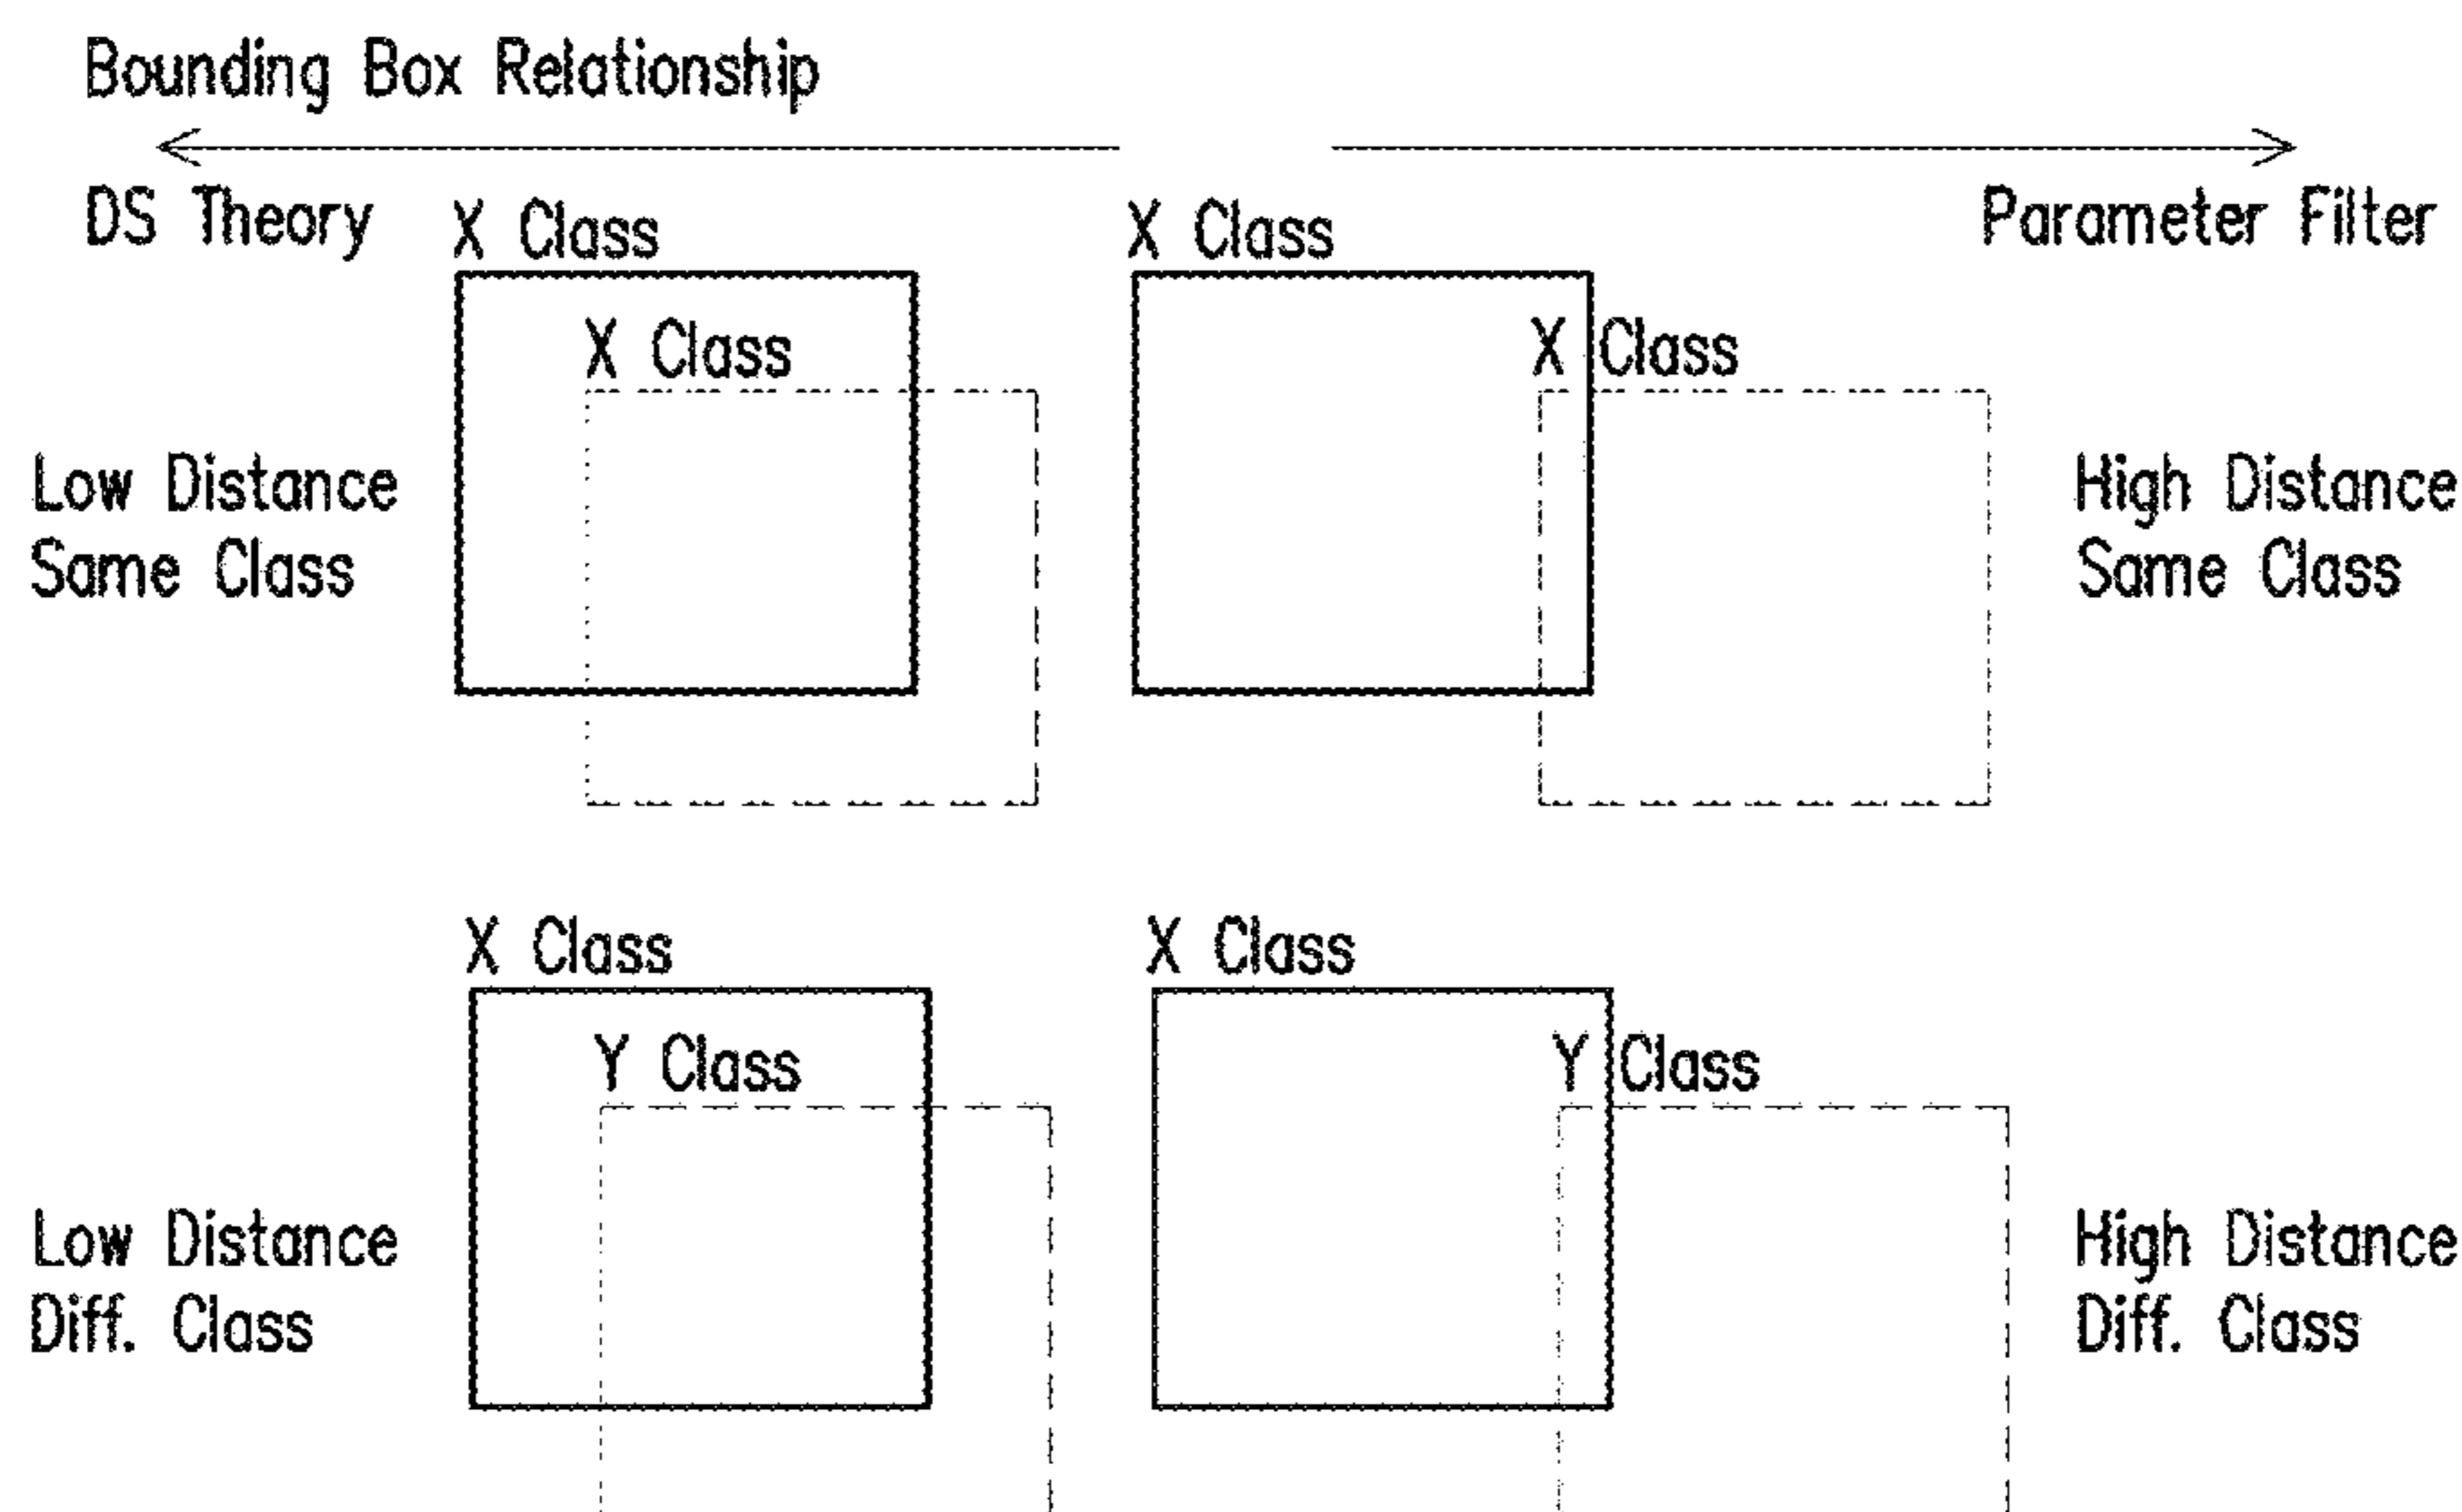 Bounding Box Relationship
DS Theory
Parameter Filter
X Class
X Class
X Class
X Class
Low Distance
Same Class
High Distance
Same Class
X Class
X Class
Y Class
Y Class
Low Distance
Diff. Class
High Distance
Diff. Class